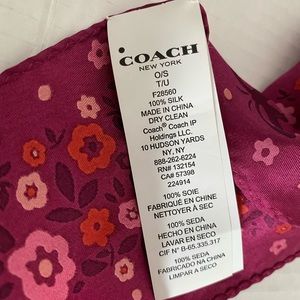 COACH
NEW YORK
O/S
T/U
F28560
100% SILK
MADE IN CHINA
DRY CLEAN
Coach® Coach IP
Holdings LLC.
10 HUDSON YARDS
NY, NY
888-262-6224
RN# 132154
CA# 57398
224914
100% SOIE
FABRIQUÉ EN CHINE
NETTOYER À SEC
100% SEDA
HECHO EN CHINA
LAVAR EN SECO
CIF N° B-65.335.317
100% SEDA
FABRICADO NA CHINA
LIMPAR A SECO